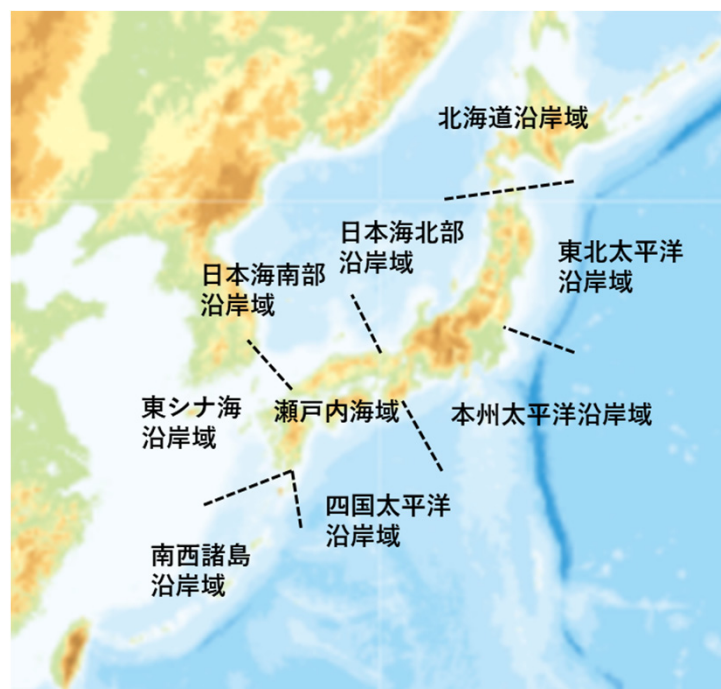 北海道沿岸域
日本海北部
沿岸域
東北太平洋
沿岸域
日本海南部
沿岸域
東シナ海
沿岸域
瀬戸内海域
本州太平洋沿岸域
四国太平洋
沿岸域
南西諸島
沿岸域